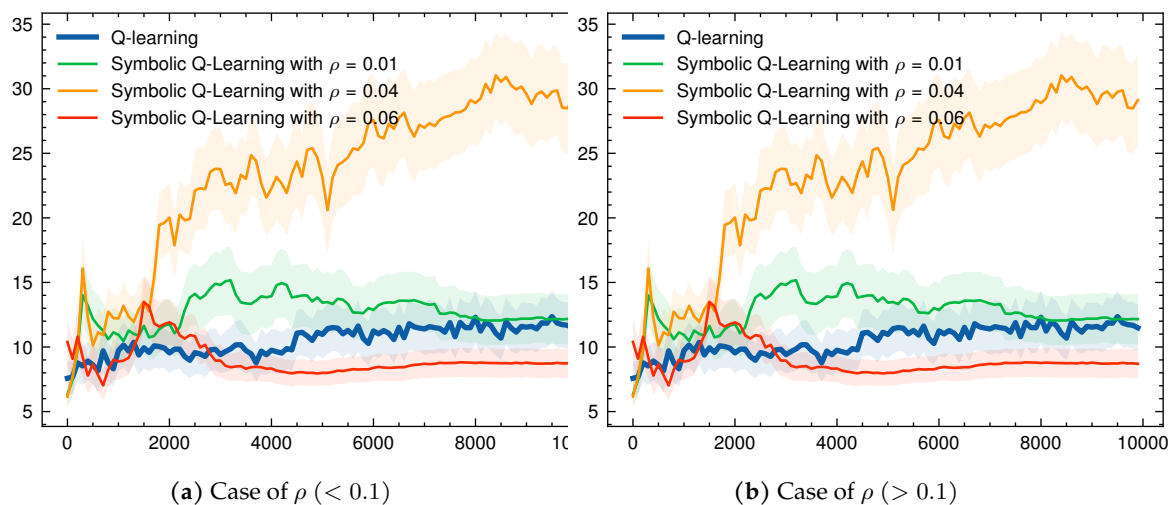 35
30
25
20
15
10
5
0
2000
4000
6000
8000
Q-learning
Symbolic Q-Learning with ρ = 0.01
Symbolic Q-Learning with ρ = 0.04
Symbolic Q-Learning with ρ = 0.06
(a) Case of ρ (< 0.1)
35
30
25
20
15
10
5
0
2000
4000
6000
8000
10000
Q-learning
Symbolic Q-Learning with ρ = 0.01
Symbolic Q-Learning with ρ = 0.04
Symbolic Q-Learning with ρ = 0.06
(b) Case of ρ (> 0.1)